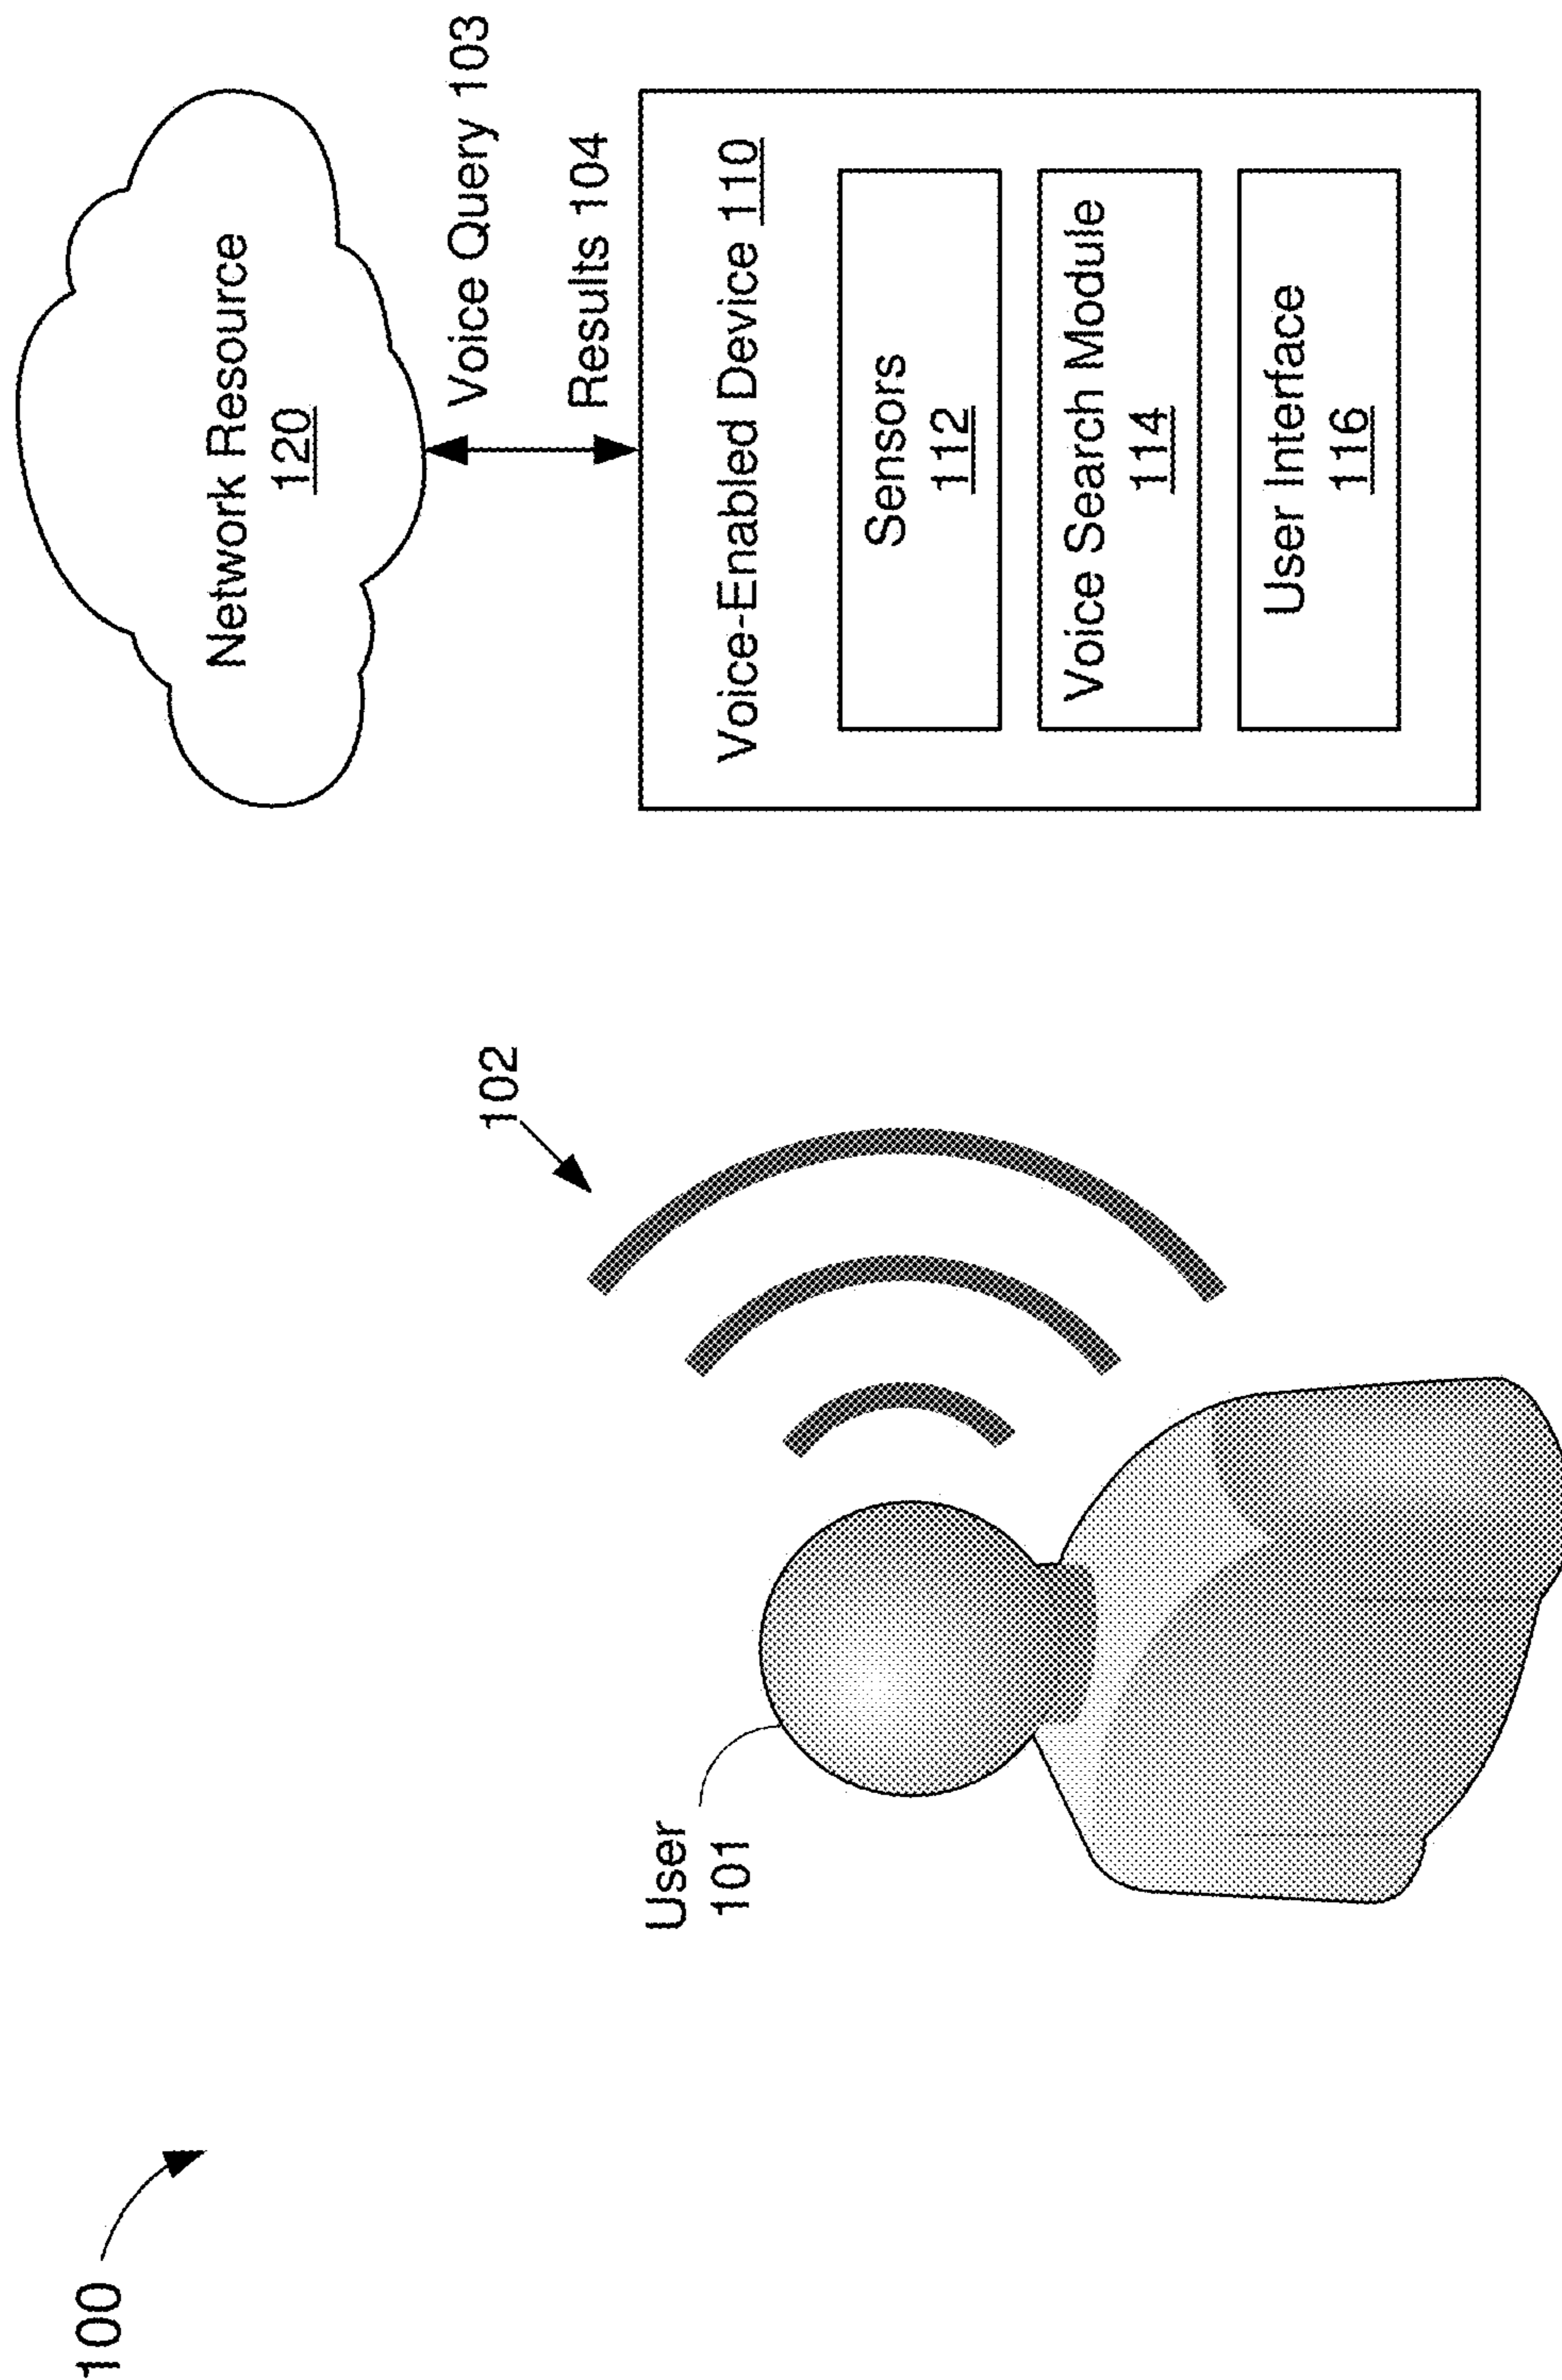 100
User
101
102
Network Resource
120
Voice Query 103
Results 104
Voice-Enabled Device 110
Sensors
112
Voice Search Module
114
User Interface
116